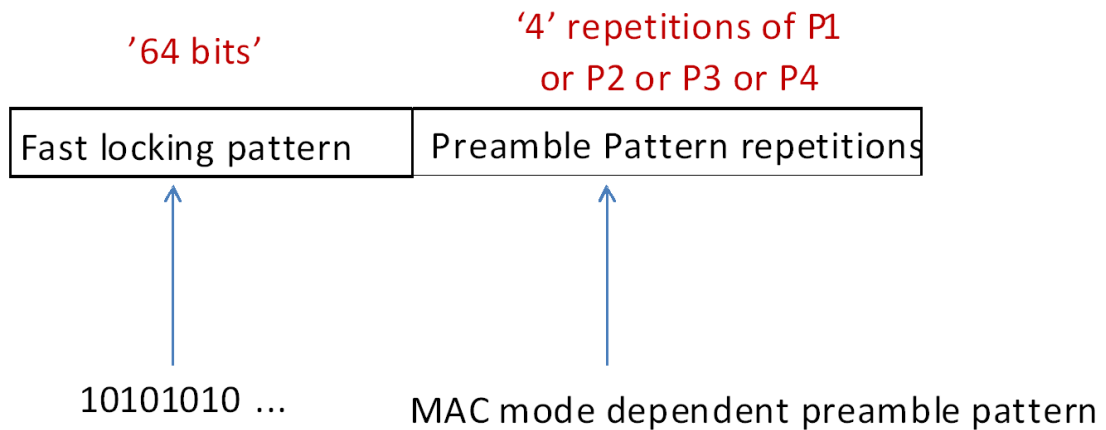 ’64 bits’
‘4’ repetitions of P1
or P2 or P3 or P4
Fast locking pattern
Preamble Pattern repetitions
10101010 ...
MAC mode dependent preamble pattern